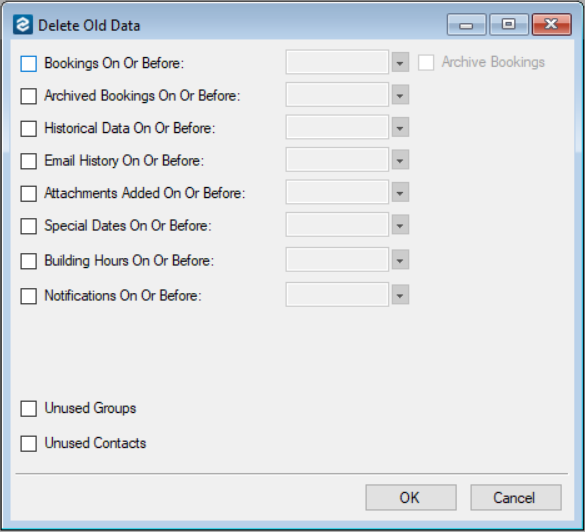 Delete Old Data
Bookings On Or Before:
Archive Bookings
Archived Bookings On Or Before:
Historical Data On Or Before:
Email History On Or Before:
Attachments Added On Or Before:
Special Dates On Or Before:
Building Hours On Or Before:
Notifications On Or Before:
Unused Groups
Unused Contacts
OK
Cancel